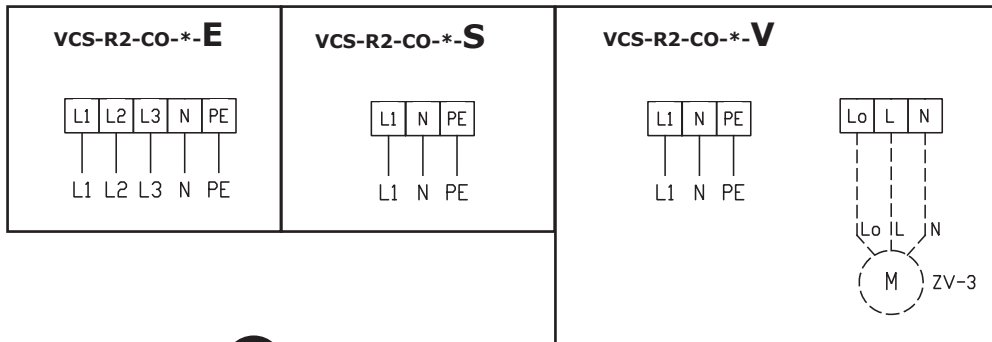 VCS-R2-CO-*-E
L1 L2 L3 N PE
L1 L2 L3 N PE
VCS-R2-CO-*-S
L1 N PE
L1 N PE
VCS-R2-CO-*-V
L1 N PE
L1 N PE
Lo L N
Lo L N
M ZV-3